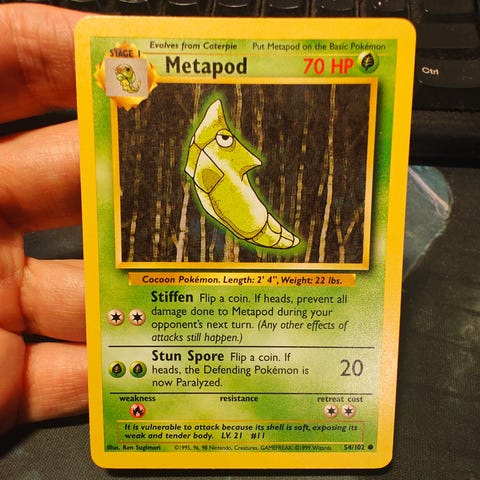 STAGE 1
Evolves from Caterpie Put Metapod on the Basic Pokémon
Metapod 70 HP
Cocoon Pokémon. Length: 2' 4", Weight: 22 lbs.
Stiffen Flip a coin. If heads, prevent all
damage done to Metapod during your
opponent's next turn. (Any other effects of
attacks still happen.)
Stun Spore Flip a coin. If
heads, the Defending Pokémon is
now Paralyzed.
20
weakness resistance retreat cost
It is vulnerable to attack because its shell is soft, exposing its
weak and tender body. LV. 21 #11
Illus. Ken Sugimori ©1995, 96, 98 Nintendo, Creatures, GAMEFREAK. ©1999 Wizards. 54/102
Ctrl